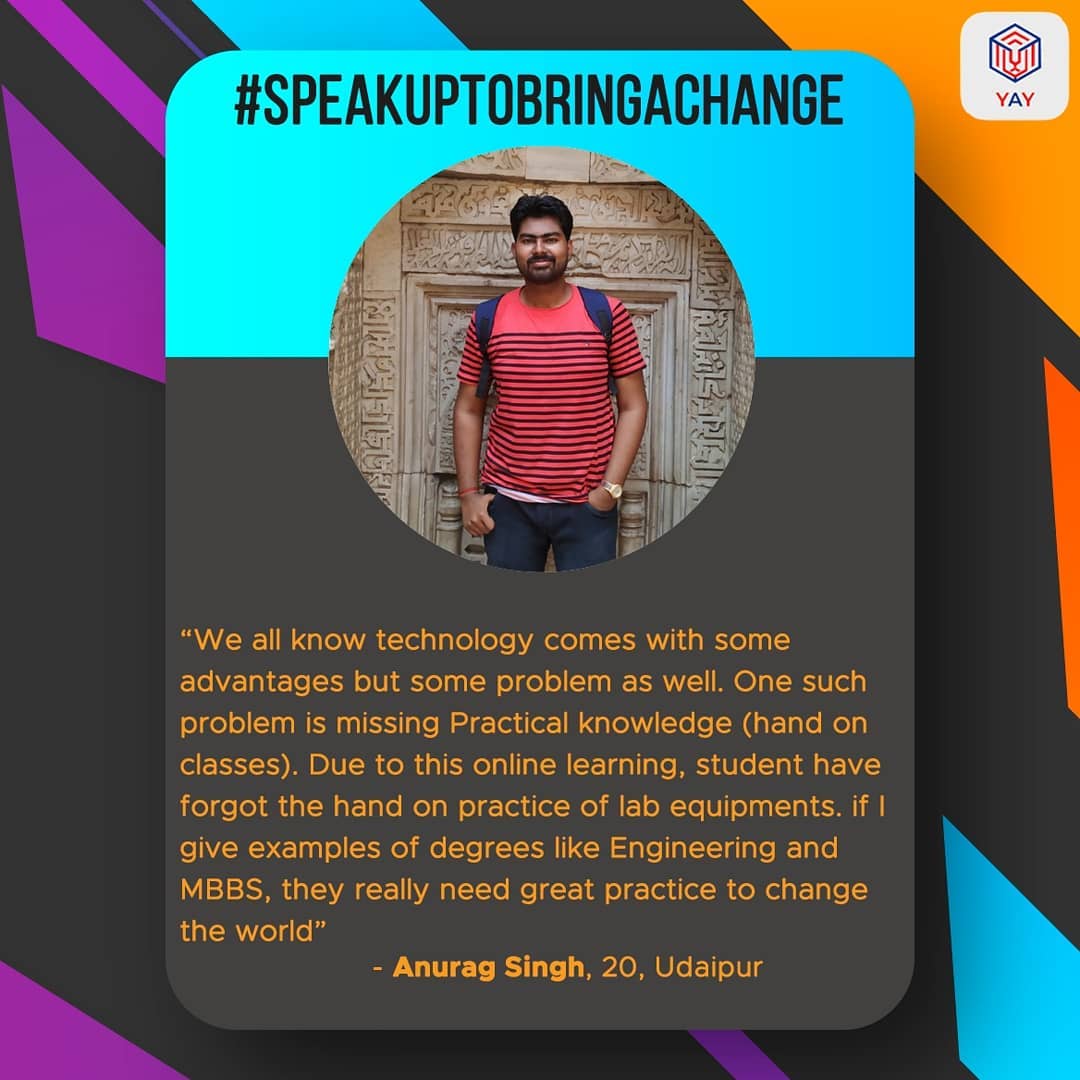 #SPEAKUPTOBRINGACHANGE
YAY
“We all know technology comes with some
advantages but some problem as well. One such
problem is missing Practical knowledge (hand on
classes). Due to this online learning, student have
forgot the hand on practice of lab equipments. if I
give examples of degrees like Engineering and
MBBS, they really need great practice to change
the world”
- Anurag Singh, 20, Udaipur